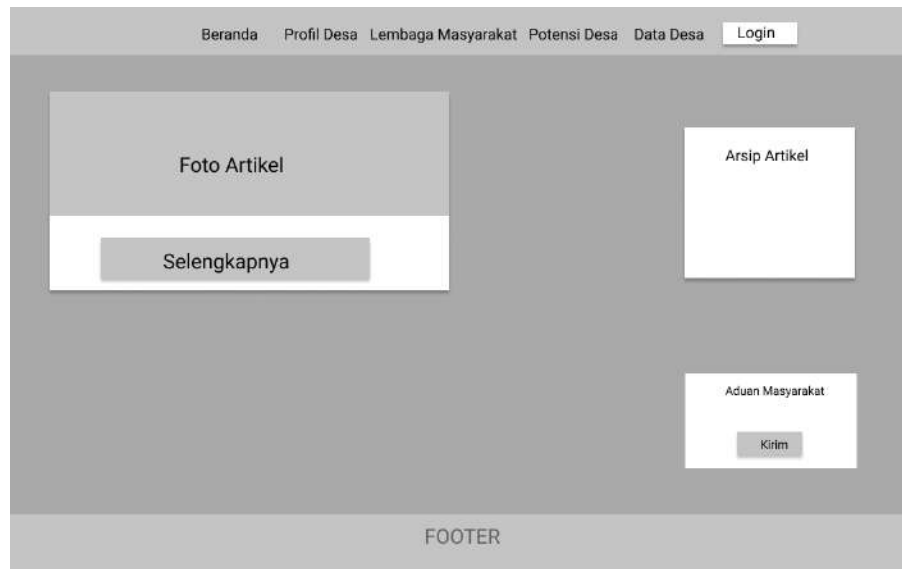 Beranda Profil Desa Lembaga Masyarakat Potensi Desa Data Desa Login
Foto Artikel
Selengkapnya
Arsip Artikel
Aduan Masyarakat
Kirim
FOOTER